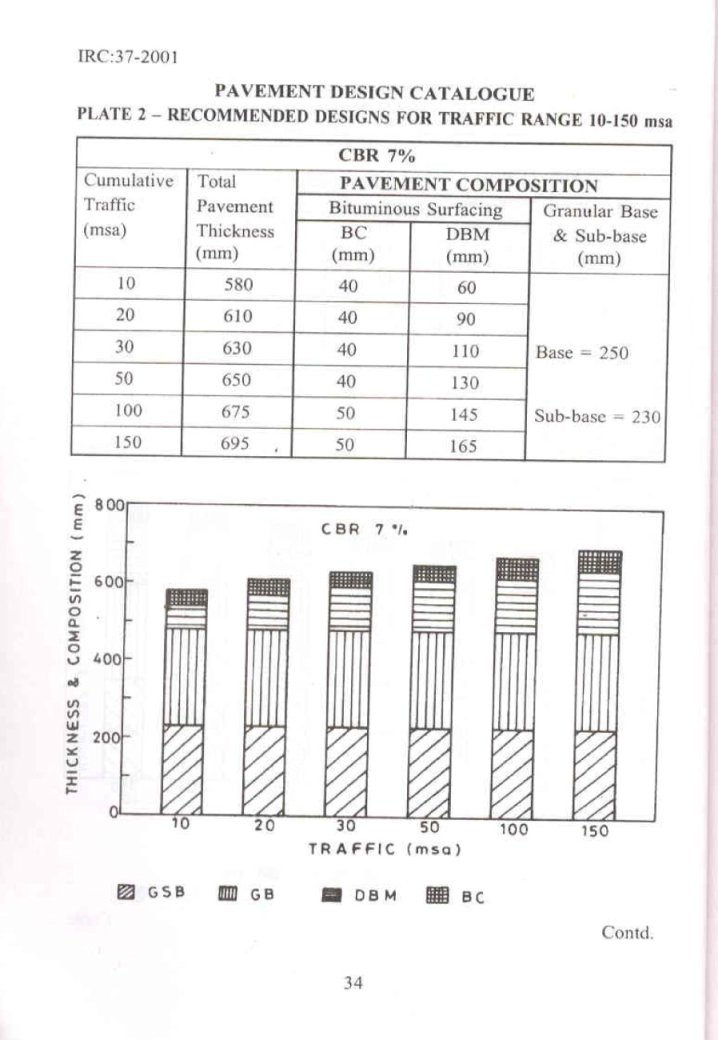 IRC:37-2001
PAVEMENT DESIGN CATALOGUE
PLATE 2 – RECOMMENDED DESIGNS FOR TRAFFIC RANGE 10-150 msa
CBR 7%
Cumulative Traffic (msa) Total Pavement Thickness (mm) PAVEMENT COMPOSITION
Bituminous Surfacing Granular Base & Sub-base (mm)
BC (mm) DBM (mm)
10 580 40 60
20 610 40 90
30 630 40 110 Base = 250
50 650 40 130
100 675 50 145 Sub-base = 230
150 695 50 165
THICKNESS & COMPOSITION (mm)
800
CBR 7 %
600
400
200
0
10 20 30 50 100 150
TRAFFIC (msa)
GSB GB DBM BC
Contd.
34